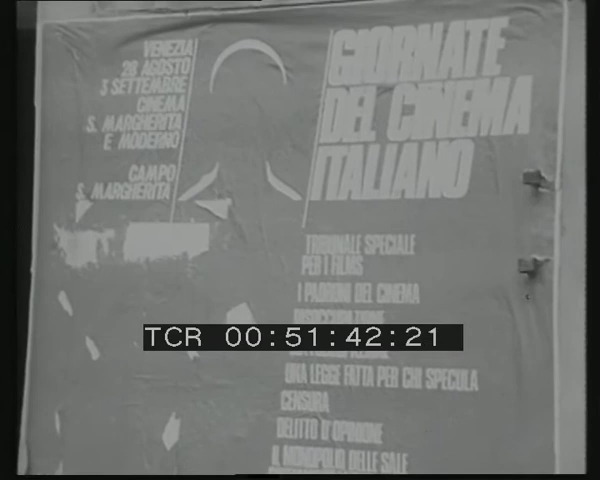 VENEZIA
28 AGOSTO
3 SETTEMBRE
CINEMA
S. MARGHERITA
E MODERNO
CAMPO
S. MARGHERITA
GIORNATE
DEL CINEMA
ITALIANO
TRIBUNALE SPECIALE
PER I FILMS
I PADRONI DEL CINEMA
DISOCCUPAZIONE
TCR 00:51:42:21
UNA LEGGE FATTA PER CHI SPECULA
CENSURA
DELITTO D'OPINIONE
IL MONOPOLIO DELLE SALE